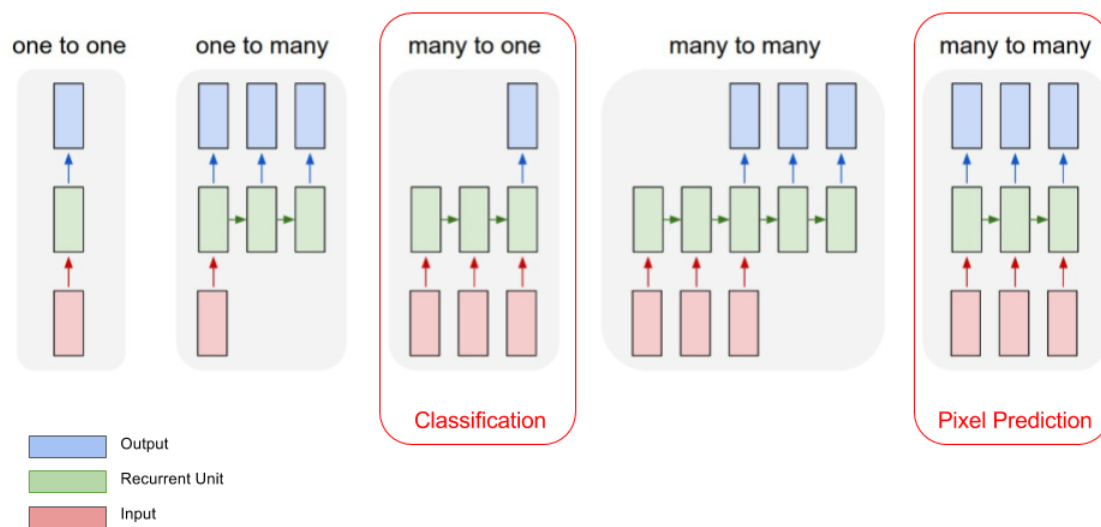 one to one
one to many
many to one
many to many
many to many
Classification
Pixel Prediction
Output
Recurrent Unit
Input